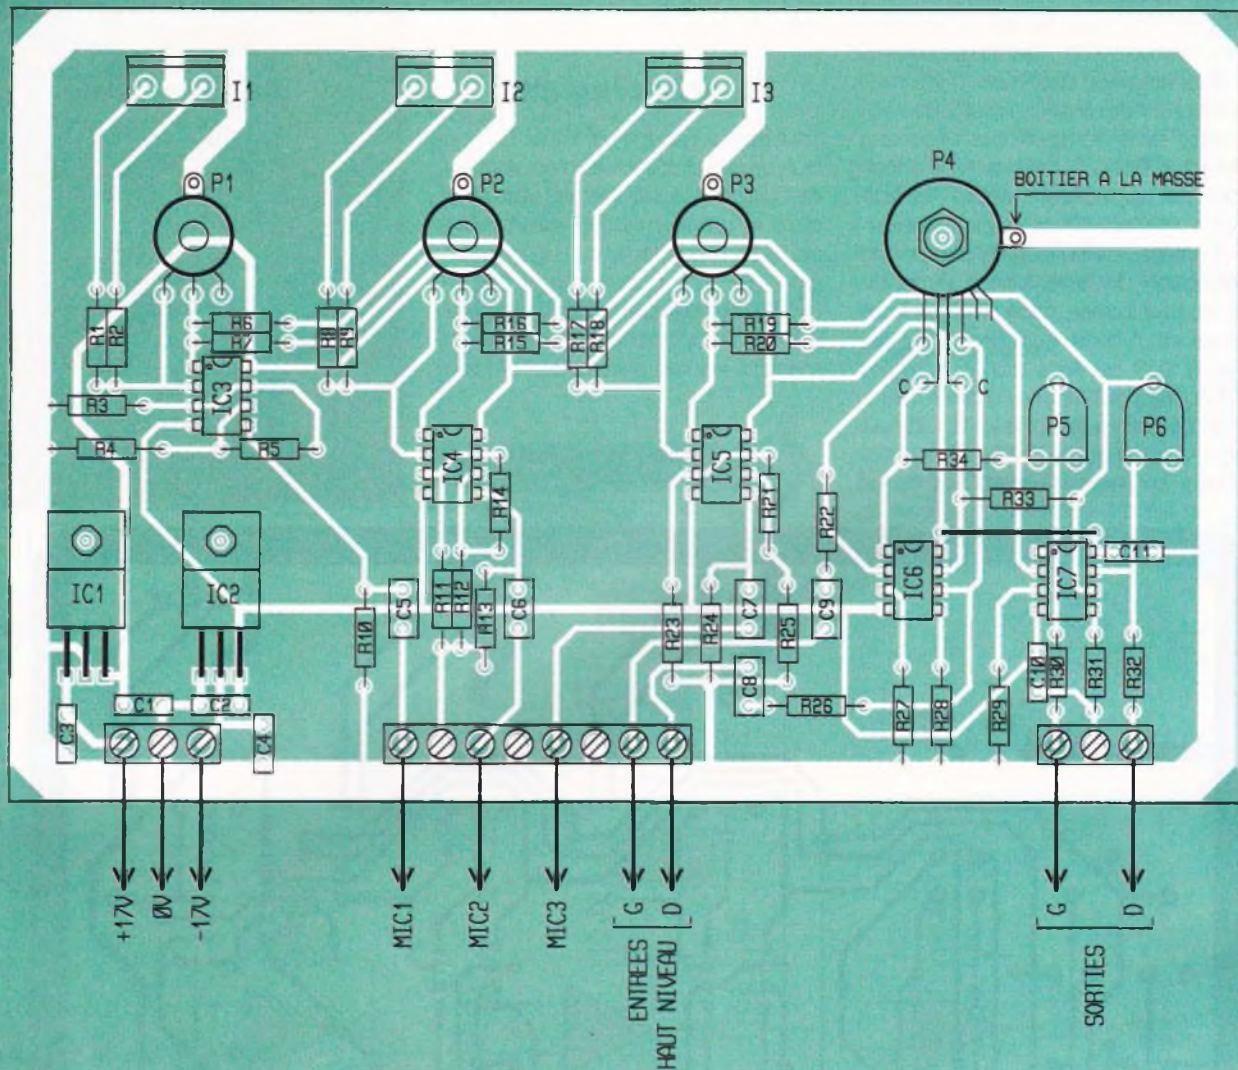 I1
I2
I3
P1
P2
P3
P4
BOITIER A LA MASSE
R1
R2
R6
R7
R8
R9
R16
R15
R17
R18
R19
R20
R3
IC3
C
C
R4
R5
IC4
IC5
P5
P6
R34
R33
R14
R21
R22
IC1
IC2
IC6
IC7
C11
R10
C5
R11
R12
R13
C6
R23
R24
C7
R25
C9
C8
R26
R27
R28
R29
C10
R30
R31
R32
C3
C1
C2
C4
+17V
0V
-17V
MIC1
MIC2
MIC3
G
D
ENTREES
HAUT NIVEAU
G
D
SORTIES